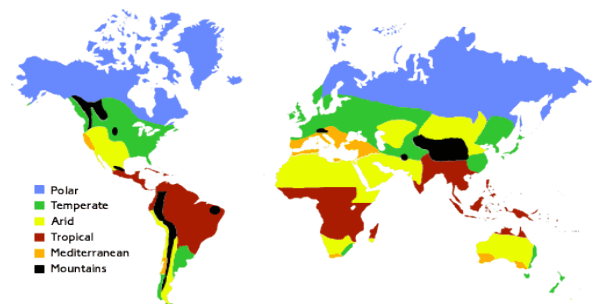 Polar
Temperate
Arid
Tropical
Mediterranean
Mountains